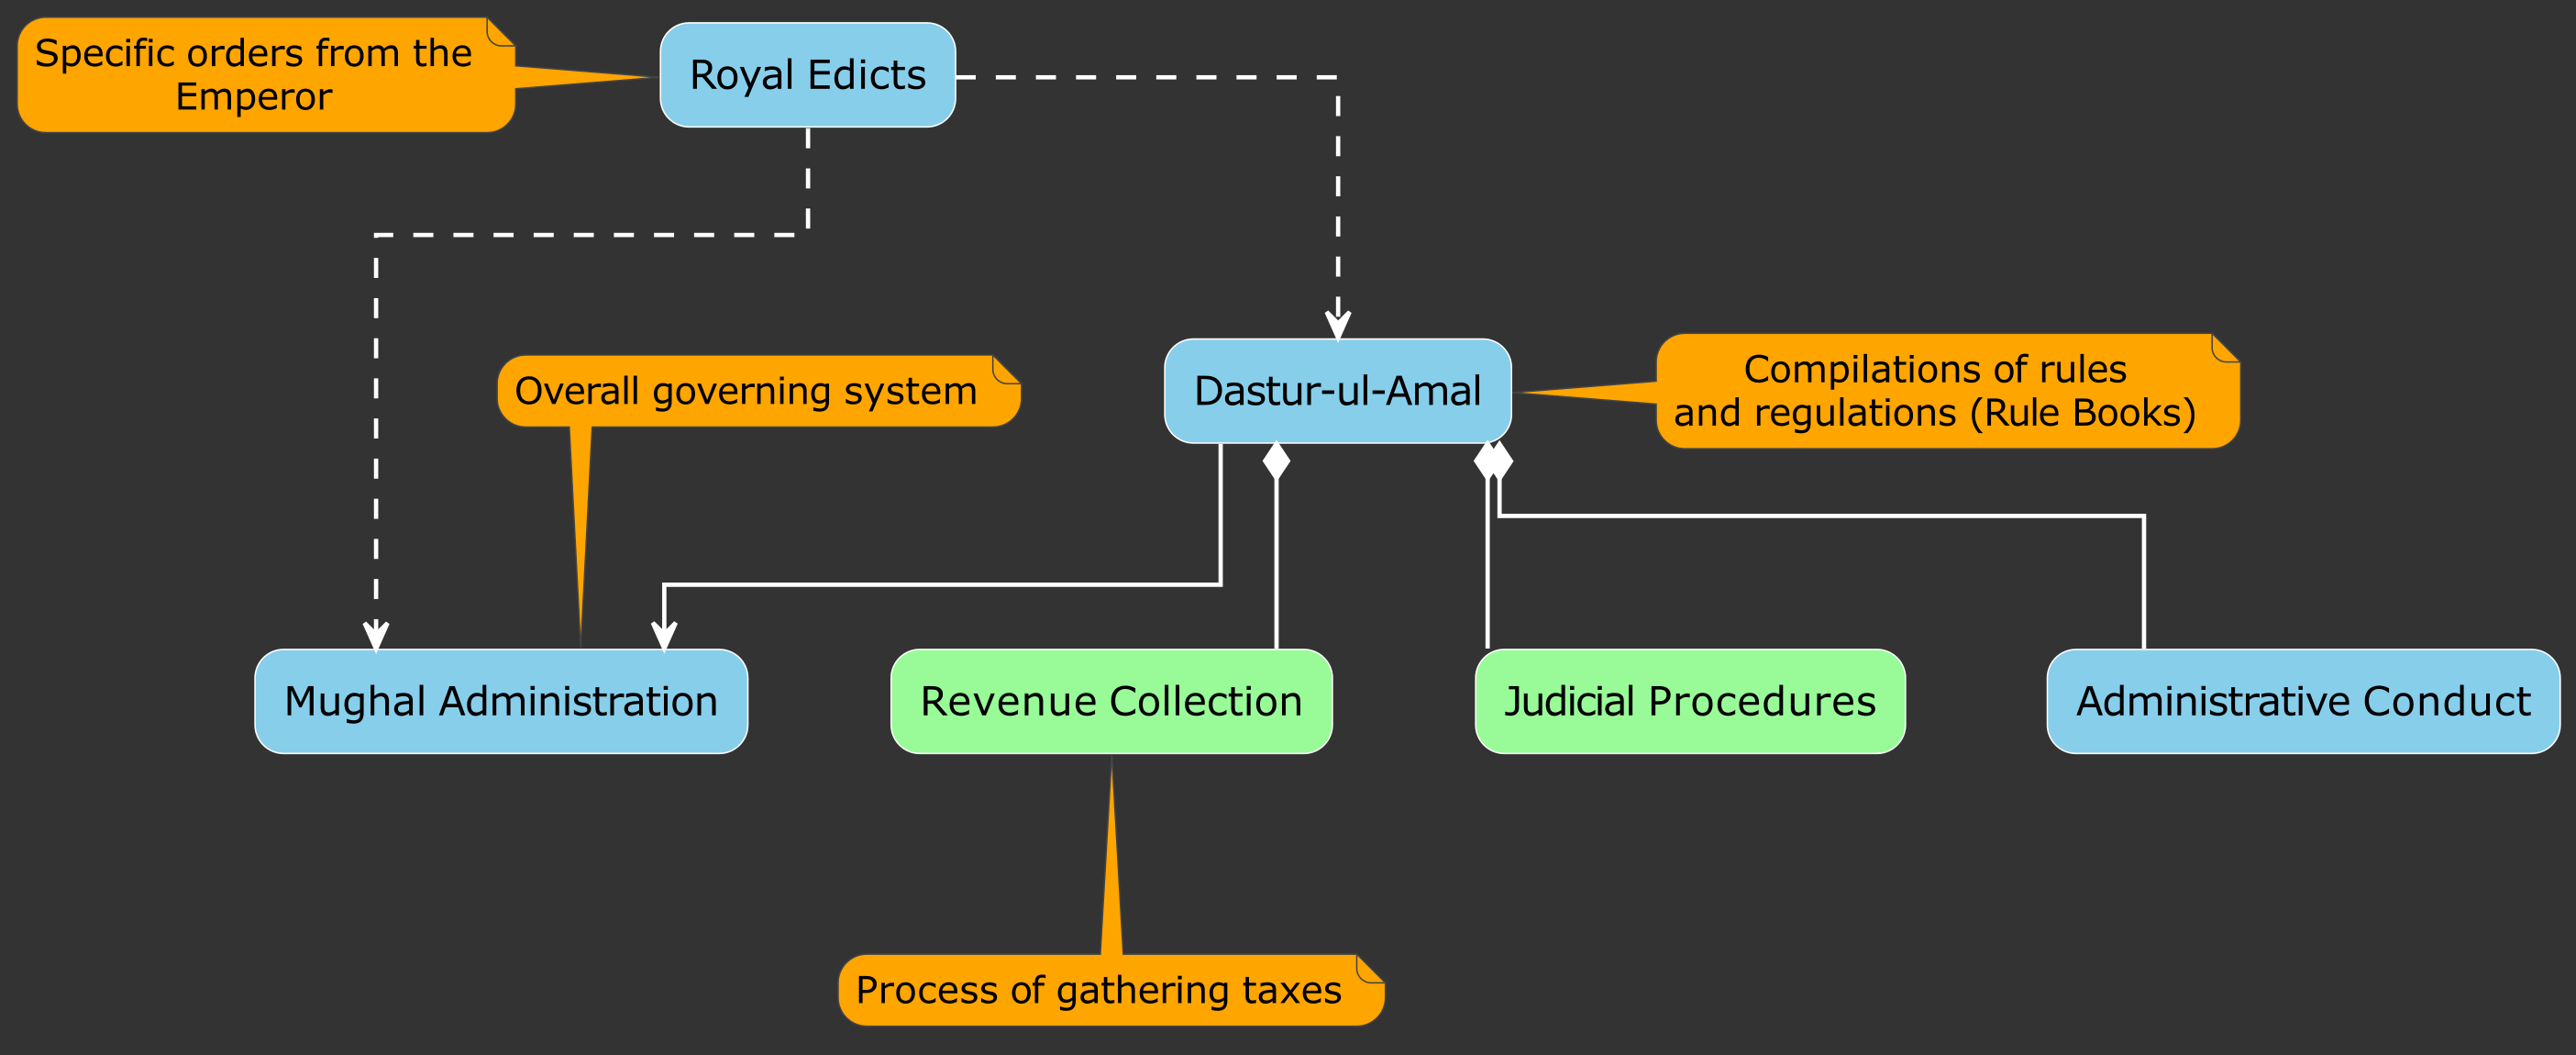 Specific orders from the
Emperor
Royal Edicts
Overall governing system
Dastur-ul-Amal
Compilations of rules
and regulations (Rule Books)
Mughal Administration
Revenue Collection
Judicial Procedures
Administrative Conduct
Process of gathering taxes